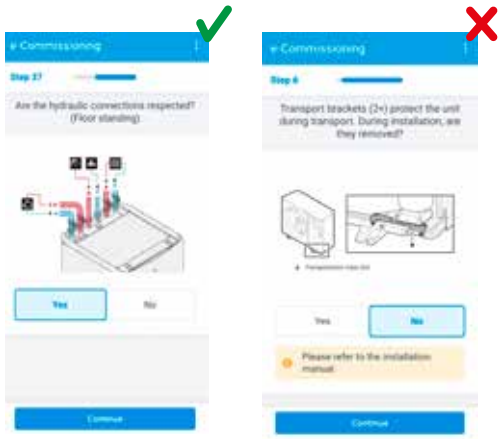 e-Commissioning
Step 37
Are the hydraulic connections respected?
(Floor standing)
Yes
No
Continue
e-Commissioning
Step 6
Transport brackets (2×) protect the unit
during transport. During installation, are
they removed?
Yes
No
Please refer to the installation
manual.
Continue